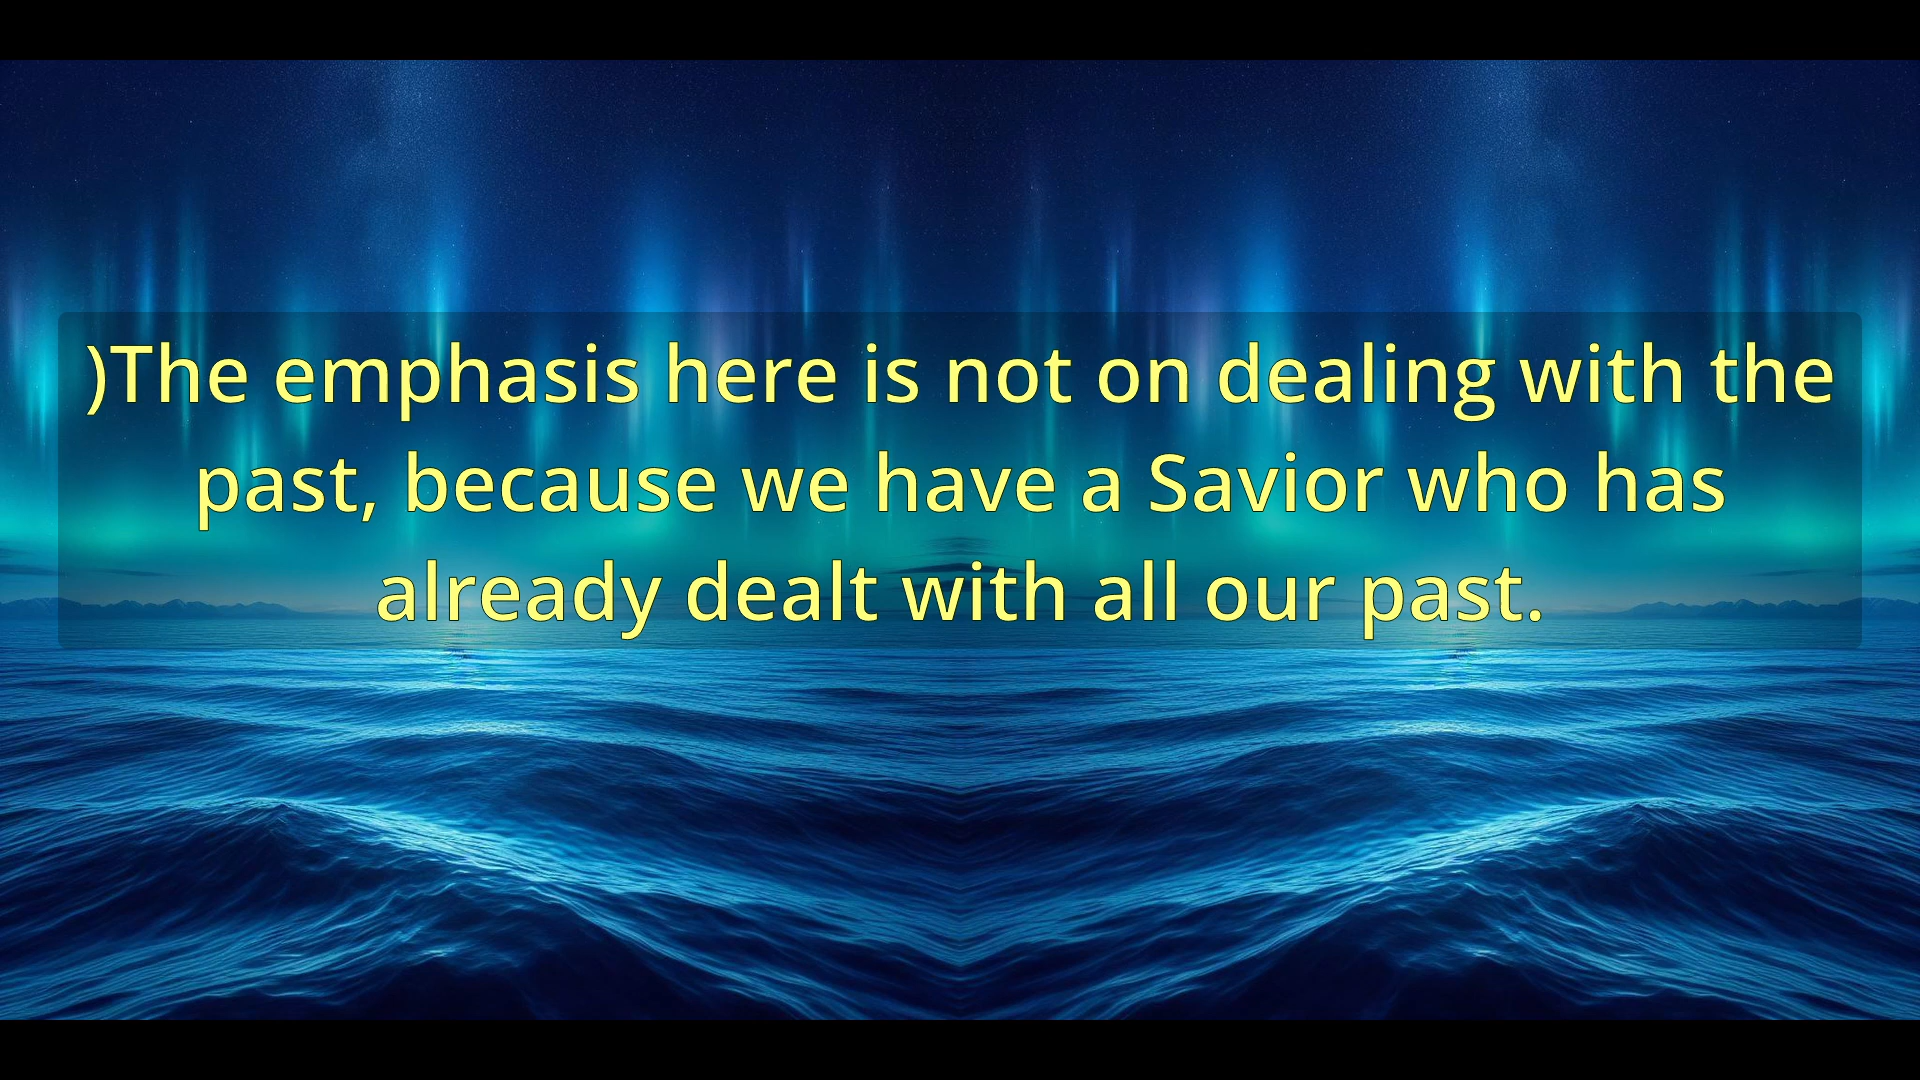 )The emphasis here is not on dealing with the
past, because we have a Savior who has
already dealt with all our past.